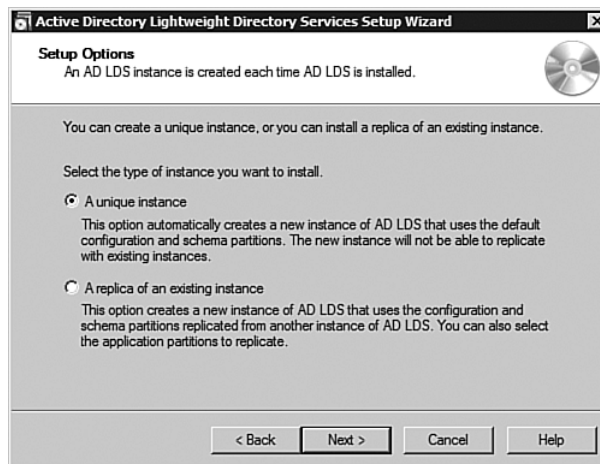 Active Directory Lightweight Directory Services Setup Wizard
Setup Options
An AD LDS instance is created each time AD LDS is installed.
You can create a unique instance, or you can install a replica of an existing instance.
Select the type of instance you want to install.
A unique instance
This option automatically creates a new instance of AD LDS that uses the default
configuration and schema partitions. The new instance will not be able to replicate
with existing instances.
A replica of an existing instance
This option creates a new instance of AD LDS that uses the configuration and
schema partitions replicated from another instance of AD LDS. You can also select
the application partitions to replicate.
< Back Next > Cancel Help